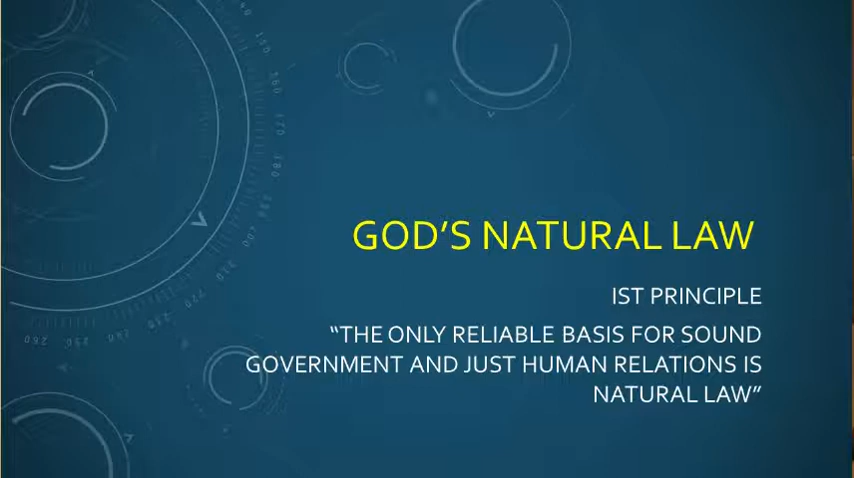 GOD'S NATURAL LAW
IST PRINCIPLE
“THE ONLY RELIABLE BASIS FOR SOUND
GOVERNMENT AND JUST HUMAN RELATIONS IS
NATURAL LAW”